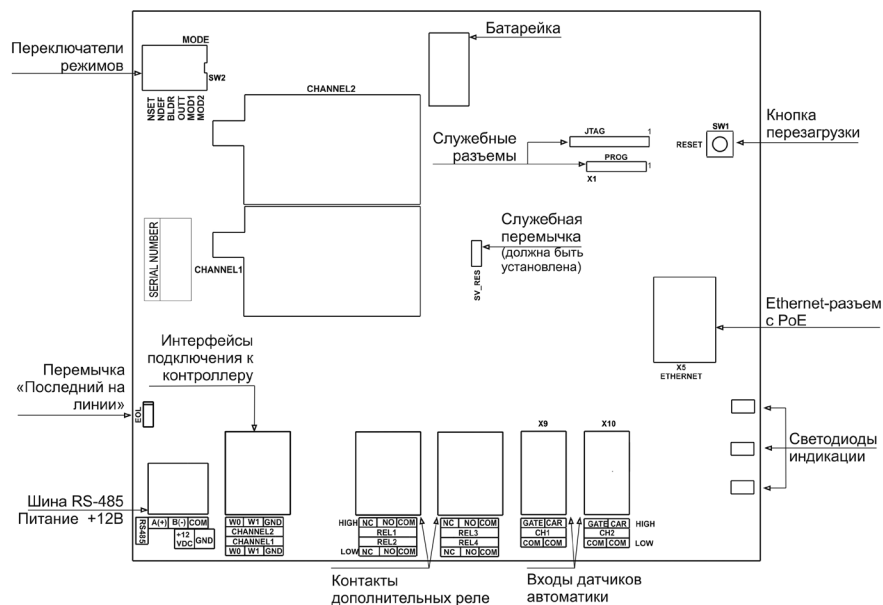 Переключатели
режимов
MODE
SW2
NSET
NDEF
BLDR
OUTT
MOD1
MOD2
CHANNEL2
Батарейка
Служебные
разъемы
JTAG
1
PROG
1
X1
SW1
RESET
Кнопка
перезагрузки
SERIAL NUMBER
CHANNEL1
Служебная
перемычка
(должна быть
установлена)
SV_RES
Ethernet-разъем
с PoE
X5
ETHERNET
Интерфейсы
подключения к
контроллеру
Перемычка
«Последний на
линии»
EOL
X9
X10
Светодиоды
индикации
Шина RS-485
Питание +12В
RS485
A(+) B(-) COM
+12 VDC GND
W0 W1 GND
CHANNEL2
CHANNEL1
W0 W1 GND
HIGH NC NO COM
REL1
REL2
LOW NC NO COM
NC NO COM
REL3
REL4
NC NO COM
GATE CAR
CH1
COM COM
GATE CAR HIGH
CH2
COM COM LOW
Контакты
дополнительных реле
Входы датчиков
автоматики